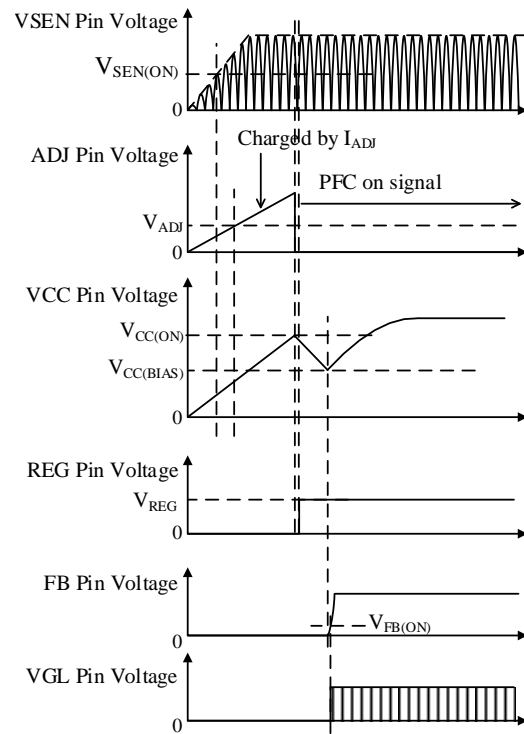 VSEN Pin Voltage
VSEN(ON)
0
Charged by IADJ
ADJ Pin Voltage
PFC on signal
VADJ
0
VCC Pin Voltage
VCC(ON)
VCC(BIAS)
0
REG Pin Voltage
VREG
0
FB Pin Voltage
VFB(ON)
0
VGL Pin Voltage
0